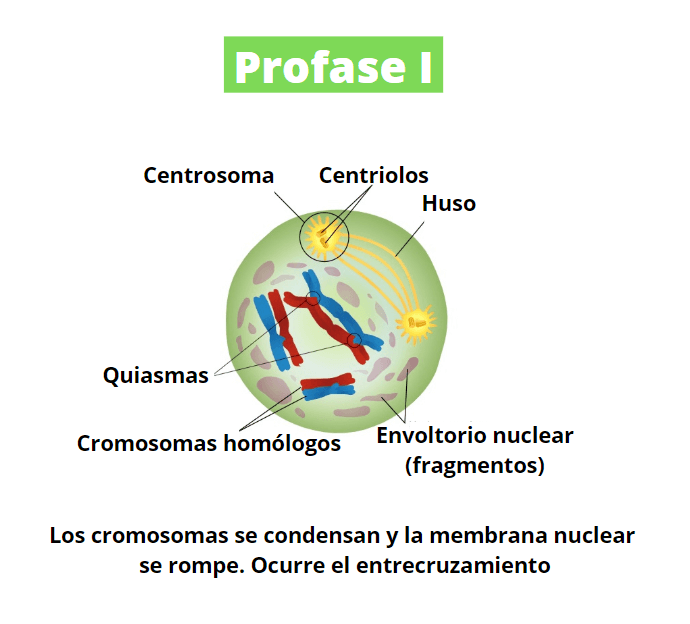 Profase I
Centrosoma
Centriolos
Huso
Quiasmas
Cromosomas homólogos
Envoltorio nuclear
(fragmentos)
Los cromosomas se condensan y la membrana nuclear
se rompe. Ocurre el entrecruzamiento